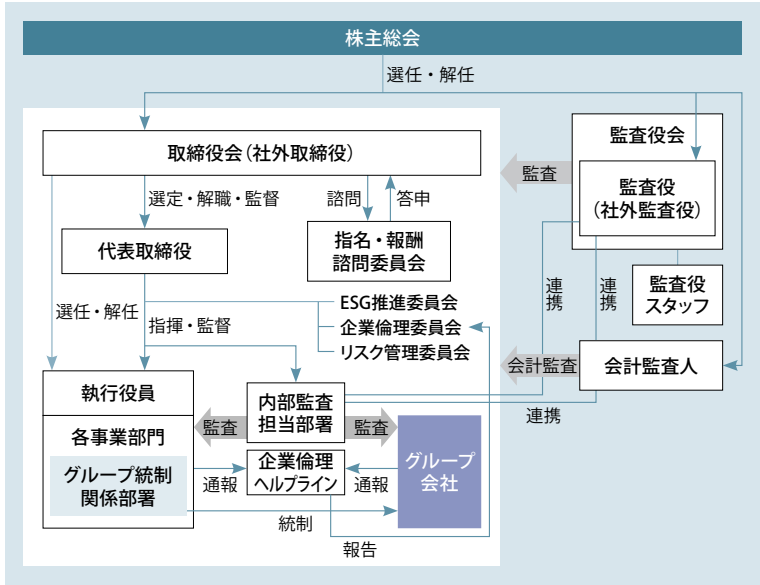 株主総会
選任・解任
取締役会（社外取締役）
監査役会
監査役
（社外監査役）
監査
選定・解職・監督
諮問
答申
代表取締役
指名・報酬
諮問委員会
監査役
スタッフ
連携
連携
選任・解任
指揮・監督
ESG推進委員会
企業倫理委員会
リスク管理委員会
会計監査
会計監査人
執行役員
内部監査
担当部署
連携
監査
監査
各事業部門
グループ統制
関係部署
企業倫理
ヘルプライン
グループ
会社
通報
通報
統制
報告